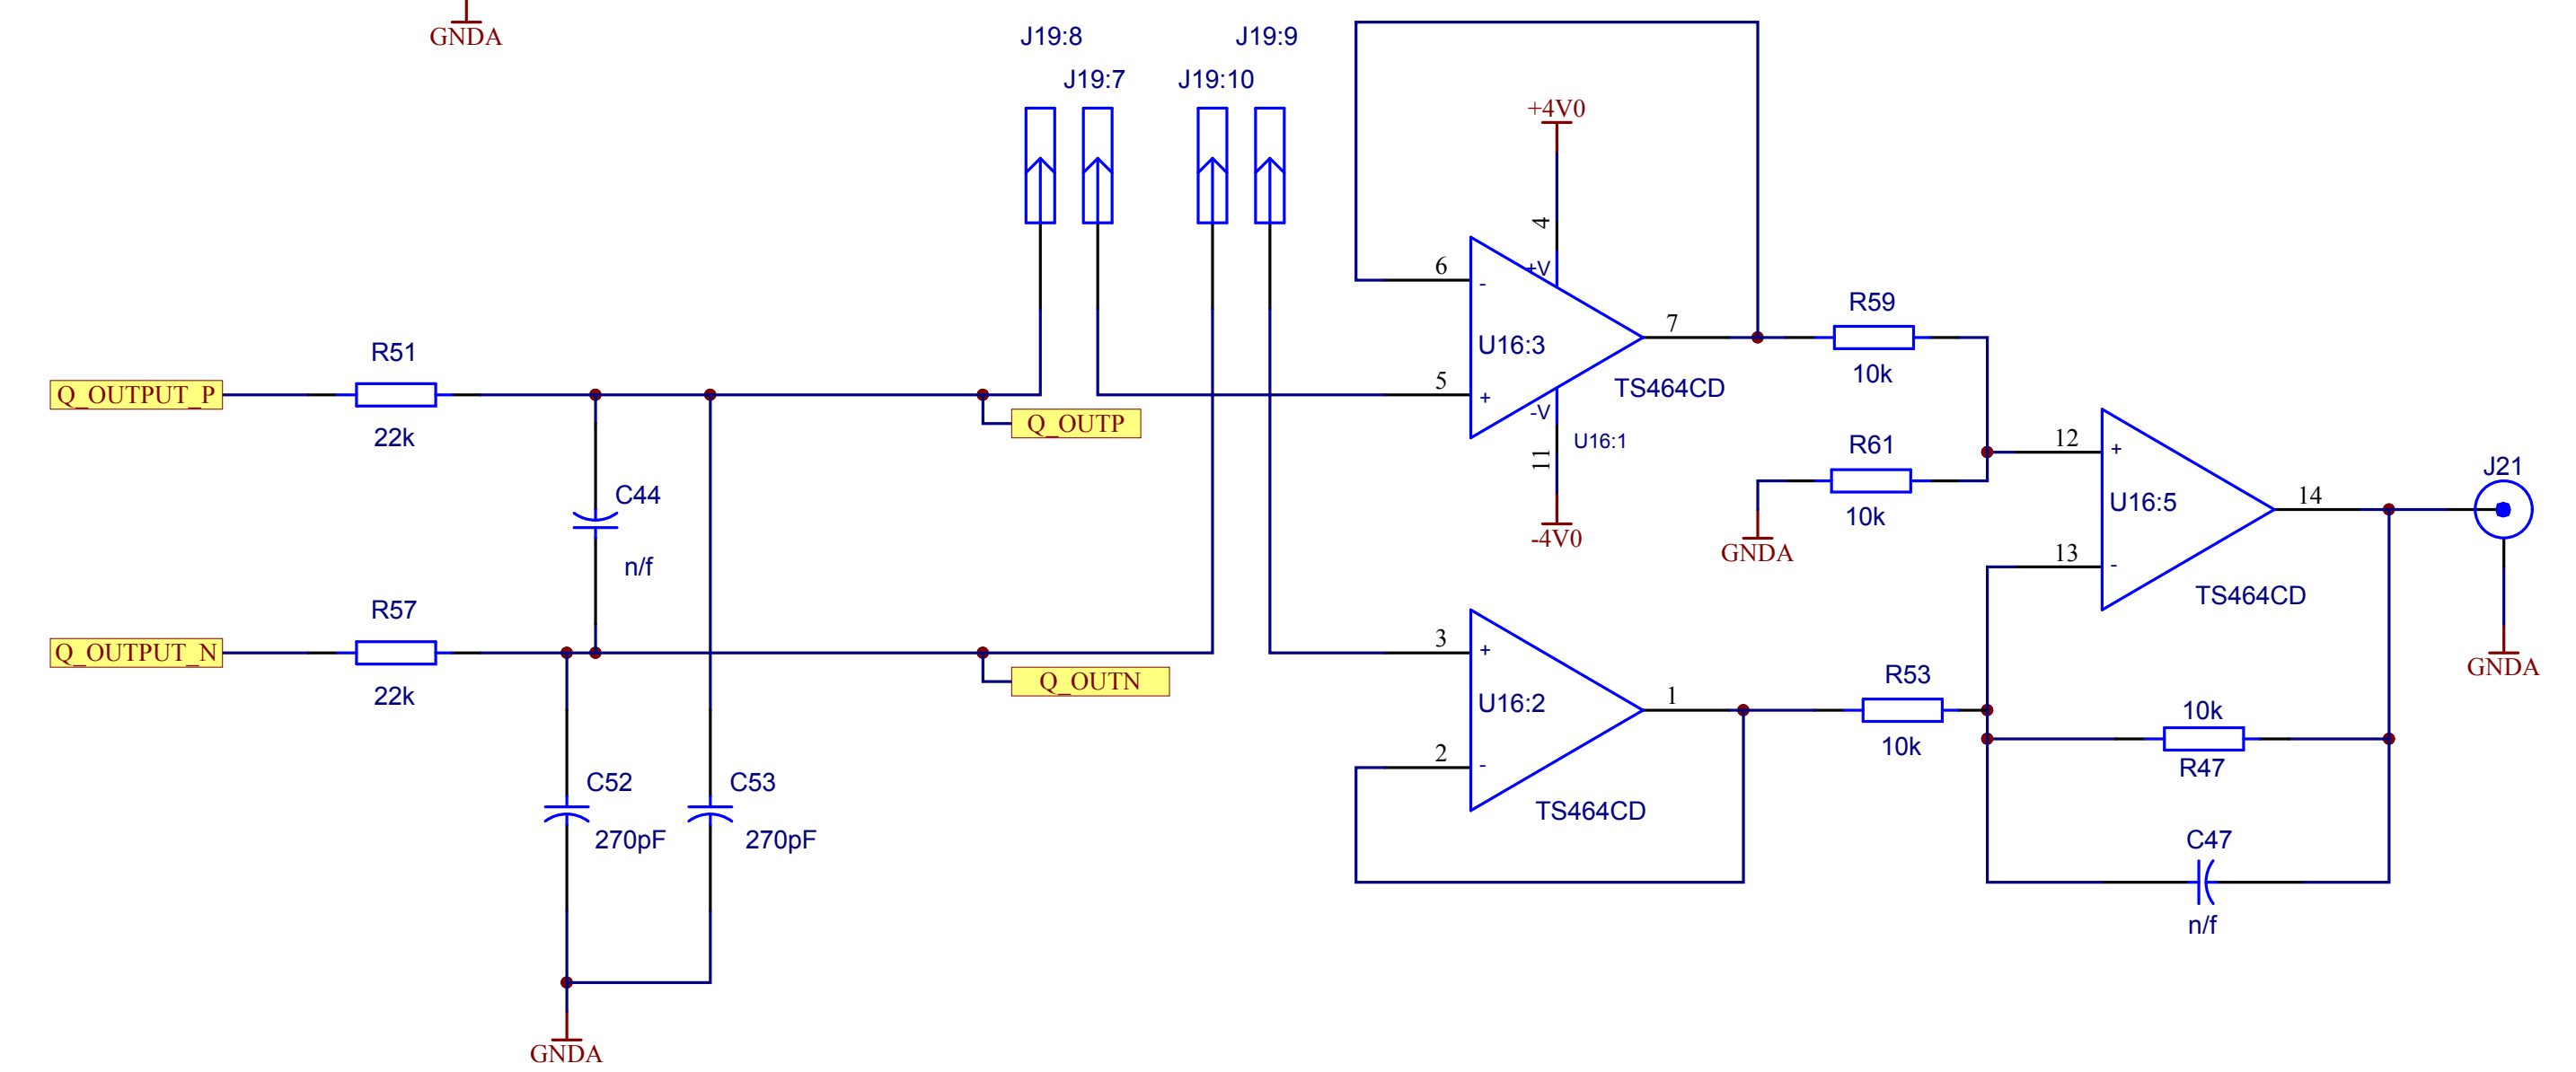 GNDA
J19:8
J19:9
J19:7
J19:10
+4V0
4
+V
6
-
R59
7
U16:3
R51
10k
5
+
TS464CD
Q_OUTPUT_P
-V
Q_OUTP
22k
U16:1
11
R61
12
+
J21
C44
U16:5
14
10k
-4V0
GNDA
13
-
n/f
TS464CD
R57
3
+
Q_OUTPUT_N
GNDA
Q_OUTN
R53
22k
U16:2
1
10k
10k
2
-
R47
C52
C53
TS464CD
270pF
270pF
C47
n/f
GNDA